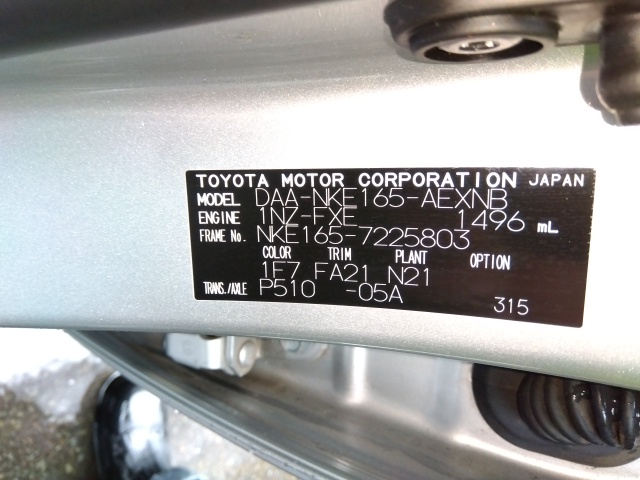 TOYOTA MOTOR CORPORATION JAPAN
MODEL DAA-NKE165-AEXNB
ENGINE 1NZ-FXE 1496 mL
FRAME No. NKE165-7225803
COLOR TRIM PLANT OPTION
1F7 FA21 N21
TRANS./AXLE P510 -05A
315